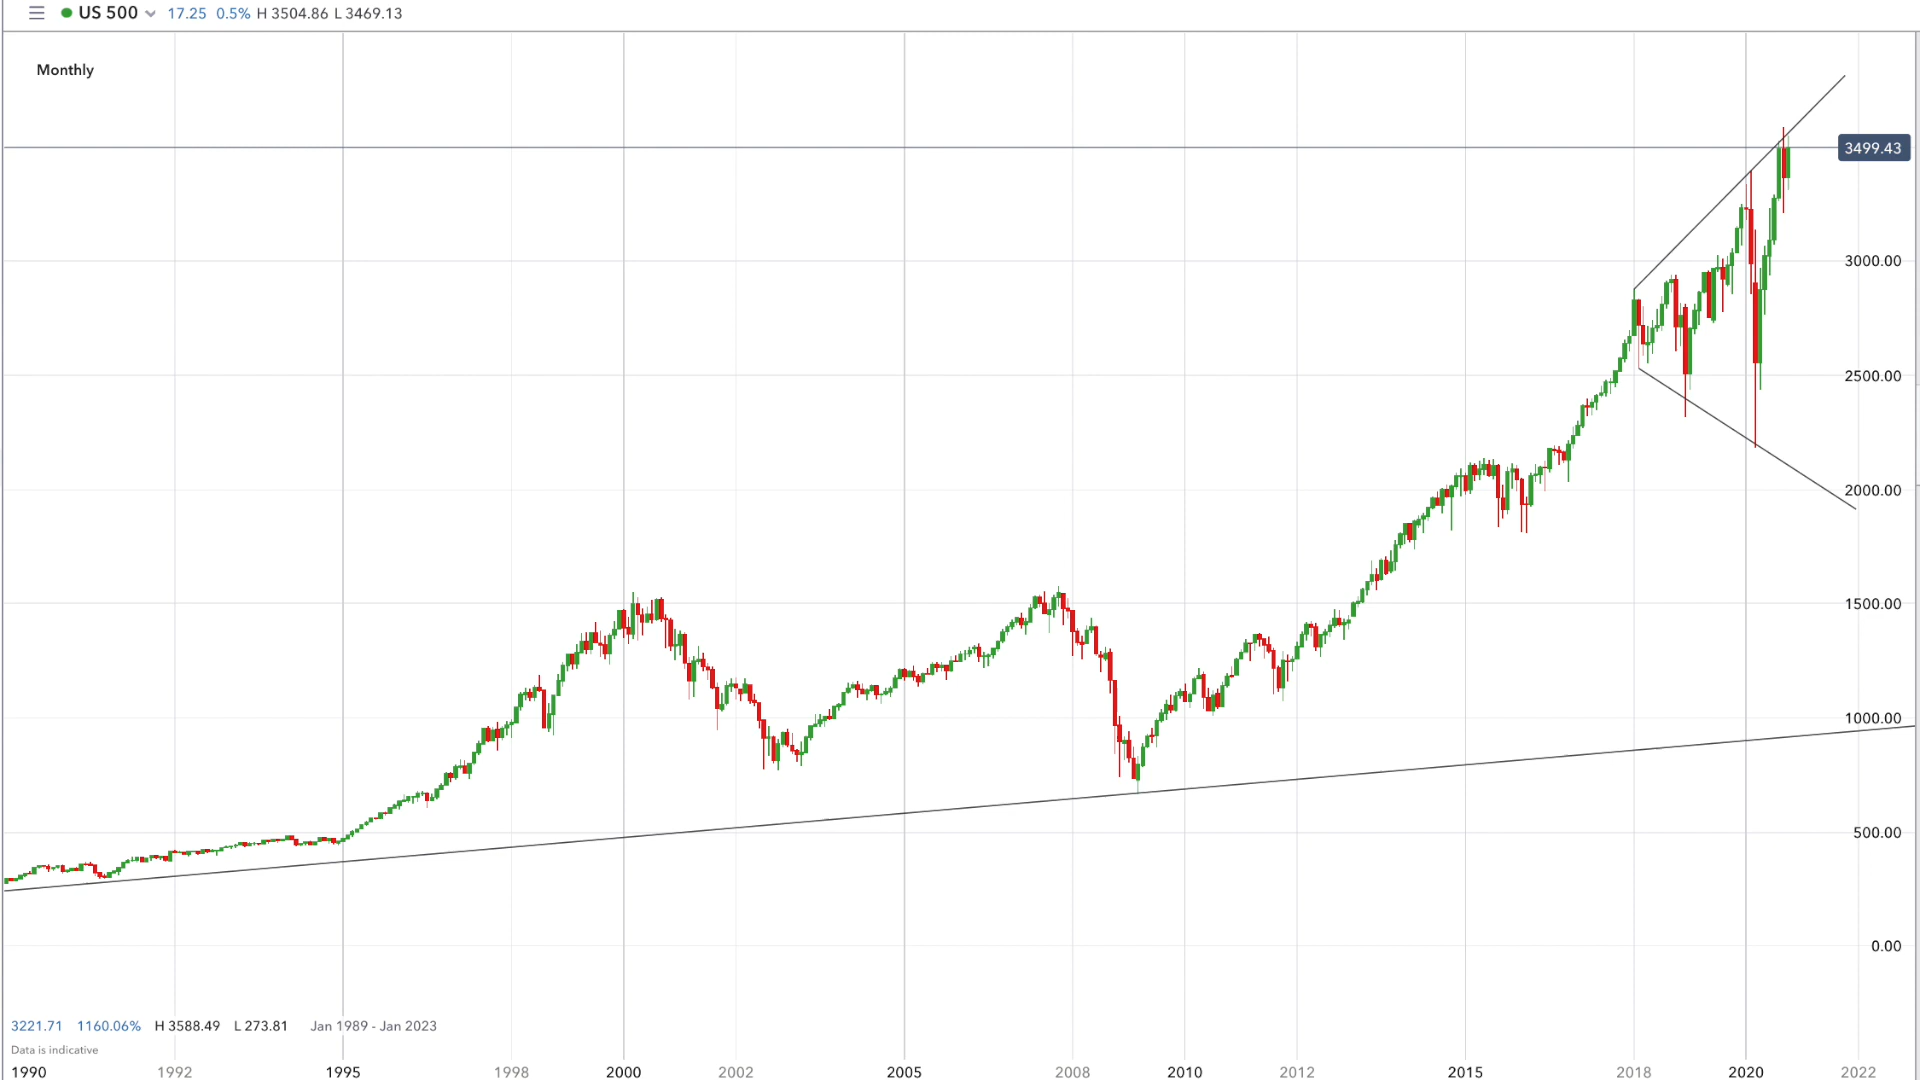 US 500 17.25 0.5% H 3504.86 L 3469.13
Monthly
3499.43
3000.00
2500.00
2000.00
1500.00
1000.00
500.00
0.00
3221.71 1160.06% H 3588.49 L 273.81 Jan 1989 - Jan 2023
Data is indicative
1990 1992 1995 1998 2000 2002 2005 2008 2010 2012 2015 2018 2020 2022